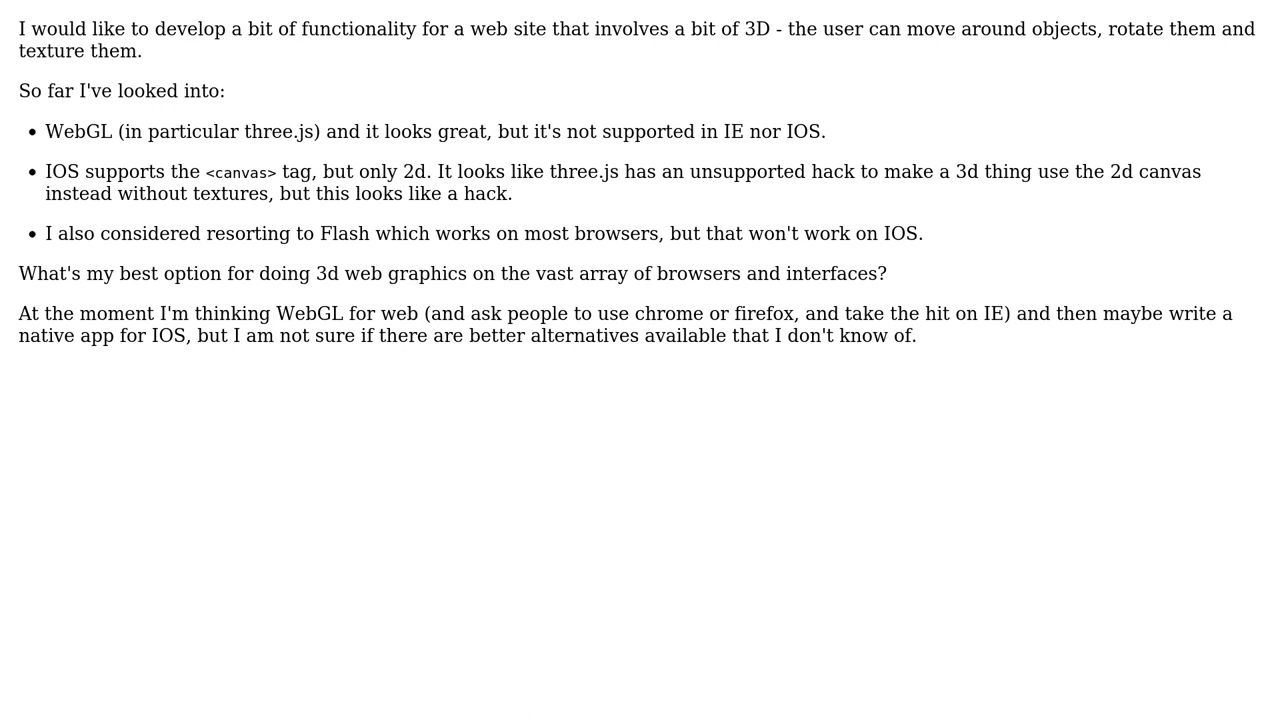 I would like to develop a bit of functionality for a web site that involves a bit of 3D - the user can move around objects, rotate them and
texture them.
So far I've looked into:
• WebGL (in particular three.js) and it looks great, but it's not supported in IE nor IOS.
• IOS supports the <canvas> tag, but only 2d. It looks like three.js has an unsupported hack to make a 3d thing use the 2d canvas
instead without textures, but this looks like a hack.
• I also considered resorting to Flash which works on most browsers, but that won't work on IOS.
What's my best option for doing 3d web graphics on the vast array of browsers and interfaces?
At the moment I'm thinking WebGL for web (and ask people to use chrome or firefox, and take the hit on IE) and then maybe write a
native app for IOS, but I am not sure if there are better alternatives available that I don't know of.